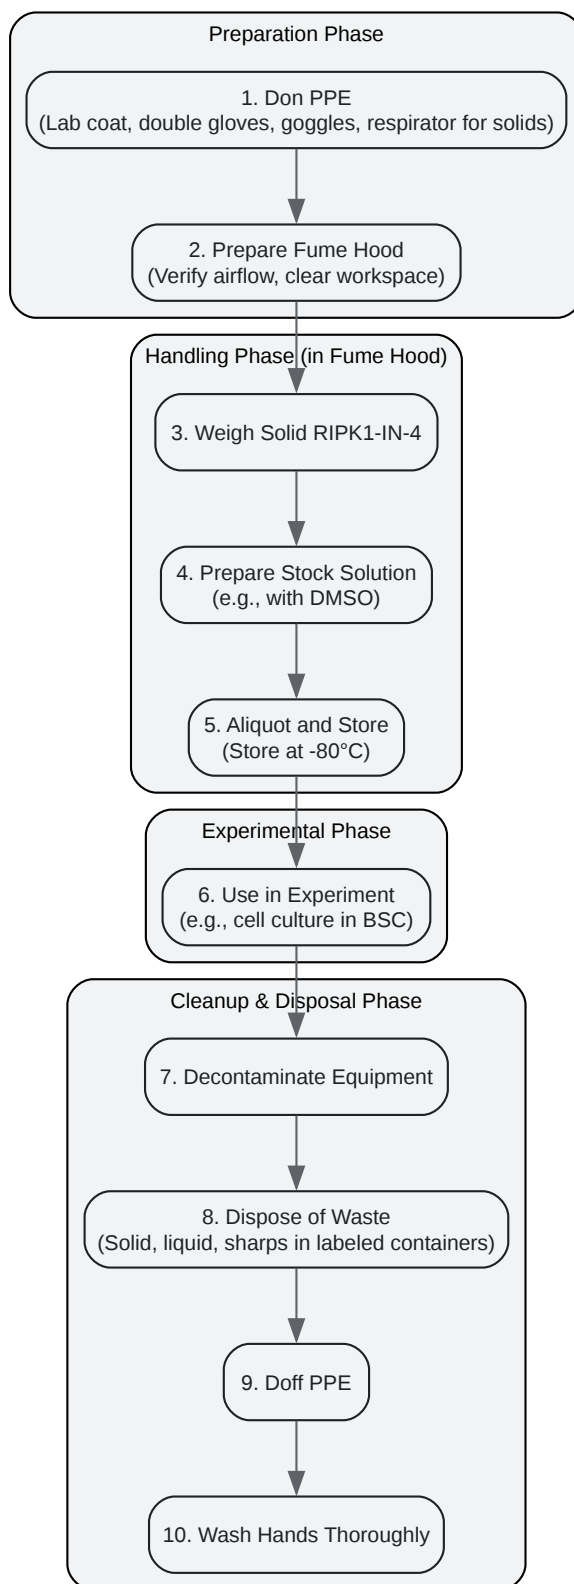 Preparation Phase
1. Don PPE
(Lab coat, double gloves, goggles, respirator for solids)
2. Prepare Fume Hood
(Verify airflow, clear workspace)
Handling Phase (in Fume Hood)
3. Weigh Solid RIPK1-IN-4
4. Prepare Stock Solution
(e.g., with DMSO)
5. Aliquot and Store
(Store at -80°C)
Experimental Phase
6. Use in Experiment
(e.g., cell culture in BSC)
Cleanup & Disposal Phase
7. Decontaminate Equipment
8. Dispose of Waste
(Solid, liquid, sharps in labeled containers)
9. Doff PPE
10. Wash Hands Thoroughly